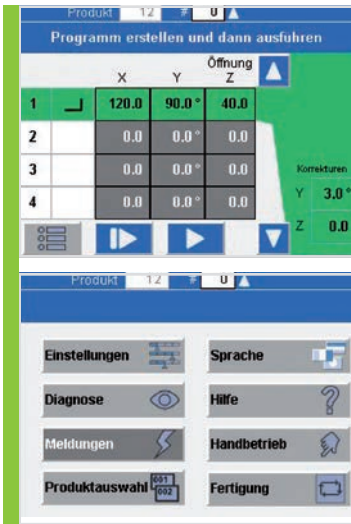 Produkt 12 # 0
Programm erstellen und dann ausführen
Öffnung
X Y Z
1 120.0 90.0° 40.0
2 0.0 0.0° 0.0
3 0.0 0.0° 0.0
Korrekturen
Y 3.0°
4 0.0 0.0° 0.0
Z 0.0
Produkt 12 # 0
Einstellungen Sprache
Diagnose Hilfe
Meldungen Handbetrieb
Produktauswahl 001 002 Fertigung